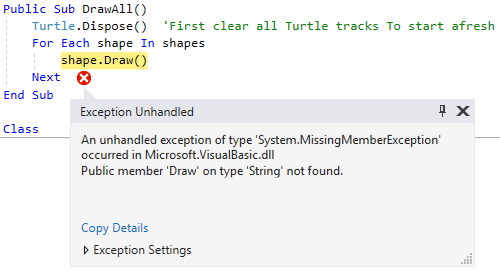 Public Sub DrawAll()
Turtle.Dispose() 'First clear all Turtle tracks To start afresh
For Each shape In shapes
shape.Draw()
Next
End Sub
Class
Exception Unhandled
An unhandled exception of type 'System.MissingMemberException'
occurred in Microsoft.VisualBasic.dll
Public member 'Draw' on type 'String' not found.
Copy Details
Exception Settings